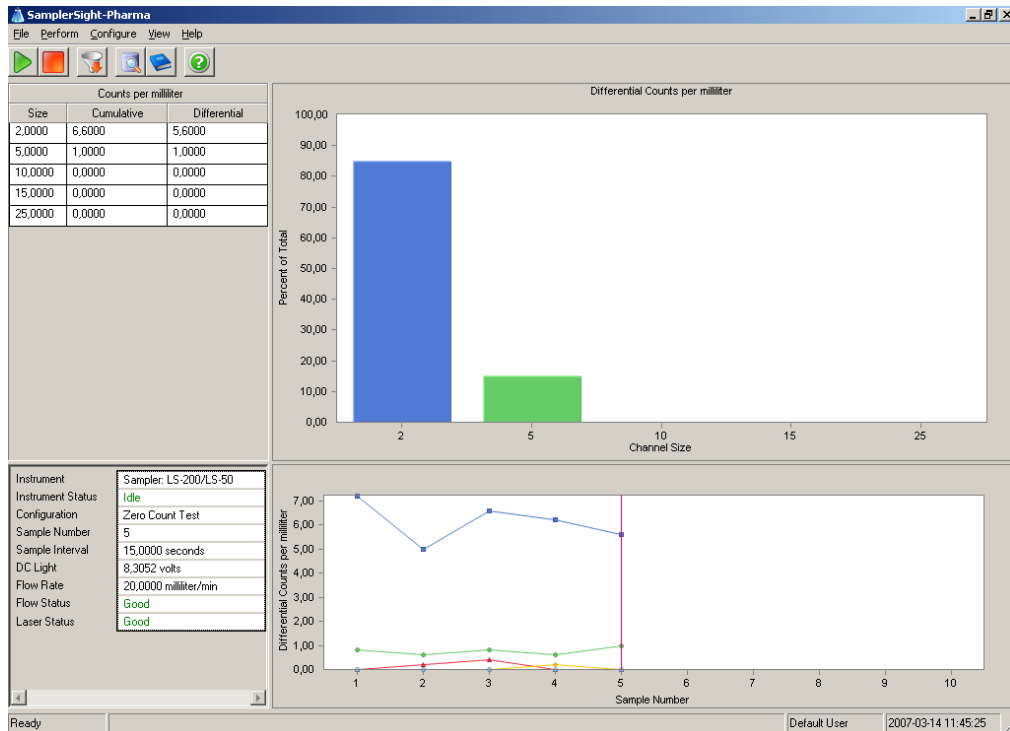 SamplerSight-Pharma
File Perform Configure View Help
Counts per milliliter
Size Cumulative Differential
2,0000 6,6000 5,6000
5,0000 1,0000 1,0000
10,0000 0,0000 0,0000
15,0000 0,0000 0,0000
25,0000 0,0000 0,0000
Differential Counts per milliliter
100,00
90,00
80,00
70,00
60,00
50,00
40,00
30,00
20,00
10,00
0,00
Percent of Total
2 5 10 15 25
Channel Size
Instrument Sampler: LS-200/LS-50
Instrument Status Idle
Configuration Zero Count Test
Sample Number 5
Sample Interval 15,0000 seconds
DC Light 8,3052 volts
Flow Rate 20,0000 milliliter/min
Flow Status Good
Laser Status Good
7,00
6,00
5,00
4,00
3,00
2,00
1,00
0,00
Differential Counts per milliliter
1 2 3 4 5 6 7 8 9 10
Sample Number
Ready Default User 2007-03-14 11:45:25